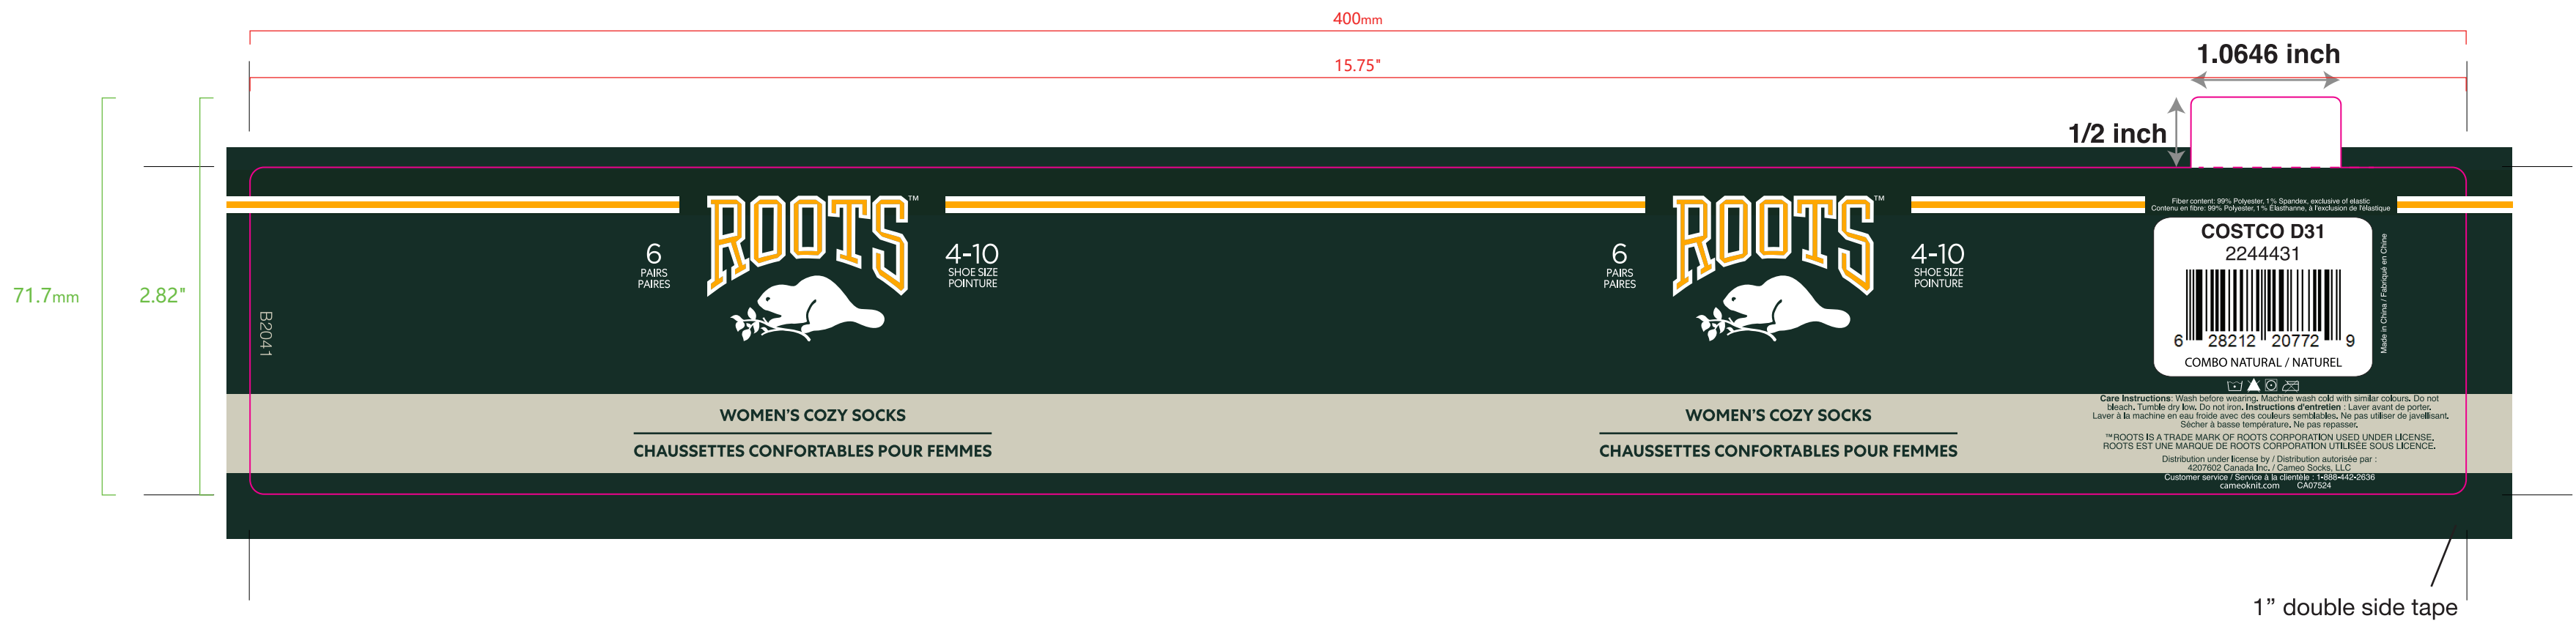 400mm
15.75"
1.0646 inch
1/2 inch
71.7mm
2.82"
B2041
6
PAIRS
PAIRES
ROOTS™
4-10
SHOE SIZE
POINTURE
WOMEN'S COZY SOCKS
CHAUSSETTES CONFORTABLES POUR FEMMES
6
PAIRS
PAIRES
ROOTS™
4-10
SHOE SIZE
POINTURE
WOMEN'S COZY SOCKS
CHAUSSETTES CONFORTABLES POUR FEMMES
Fiber content: 99% Polyester, 1% Spandex, exclusive of elastic
Contenu en fibre: 99% Polyester, 1% Élasthanne, à l'exclusion de l'élastique
COSTCO D31
2244431
6 28212 20772 9
COMBO NATURAL / NATUREL
Made in China / Fabriqué en Chine
Care Instructions: Wash before wearing. Machine wash cold with similar colours. Do not
bleach. Tumble dry low. Do not iron. Instructions d'entretien : Laver avant de porter.
Laver à la machine en eau froide avec des couleurs semblables. Ne pas utiliser de javellisant.
Sécher à basse température. Ne pas repasser.
™ROOTS IS A TRADE MARK OF ROOTS CORPORATION USED UNDER LICENSE.
ROOTS EST UNE MARQUE DE ROOTS CORPORATION UTILISÉE SOUS LICENCE.
Distribution under license by / Distribution autorisée par :
4207602 Canada Inc. / Cameo Socks, LLC
Customer service / Service à la clientèle : 1-888-442-2636
cameoknit.com CA07524
1" double side tape